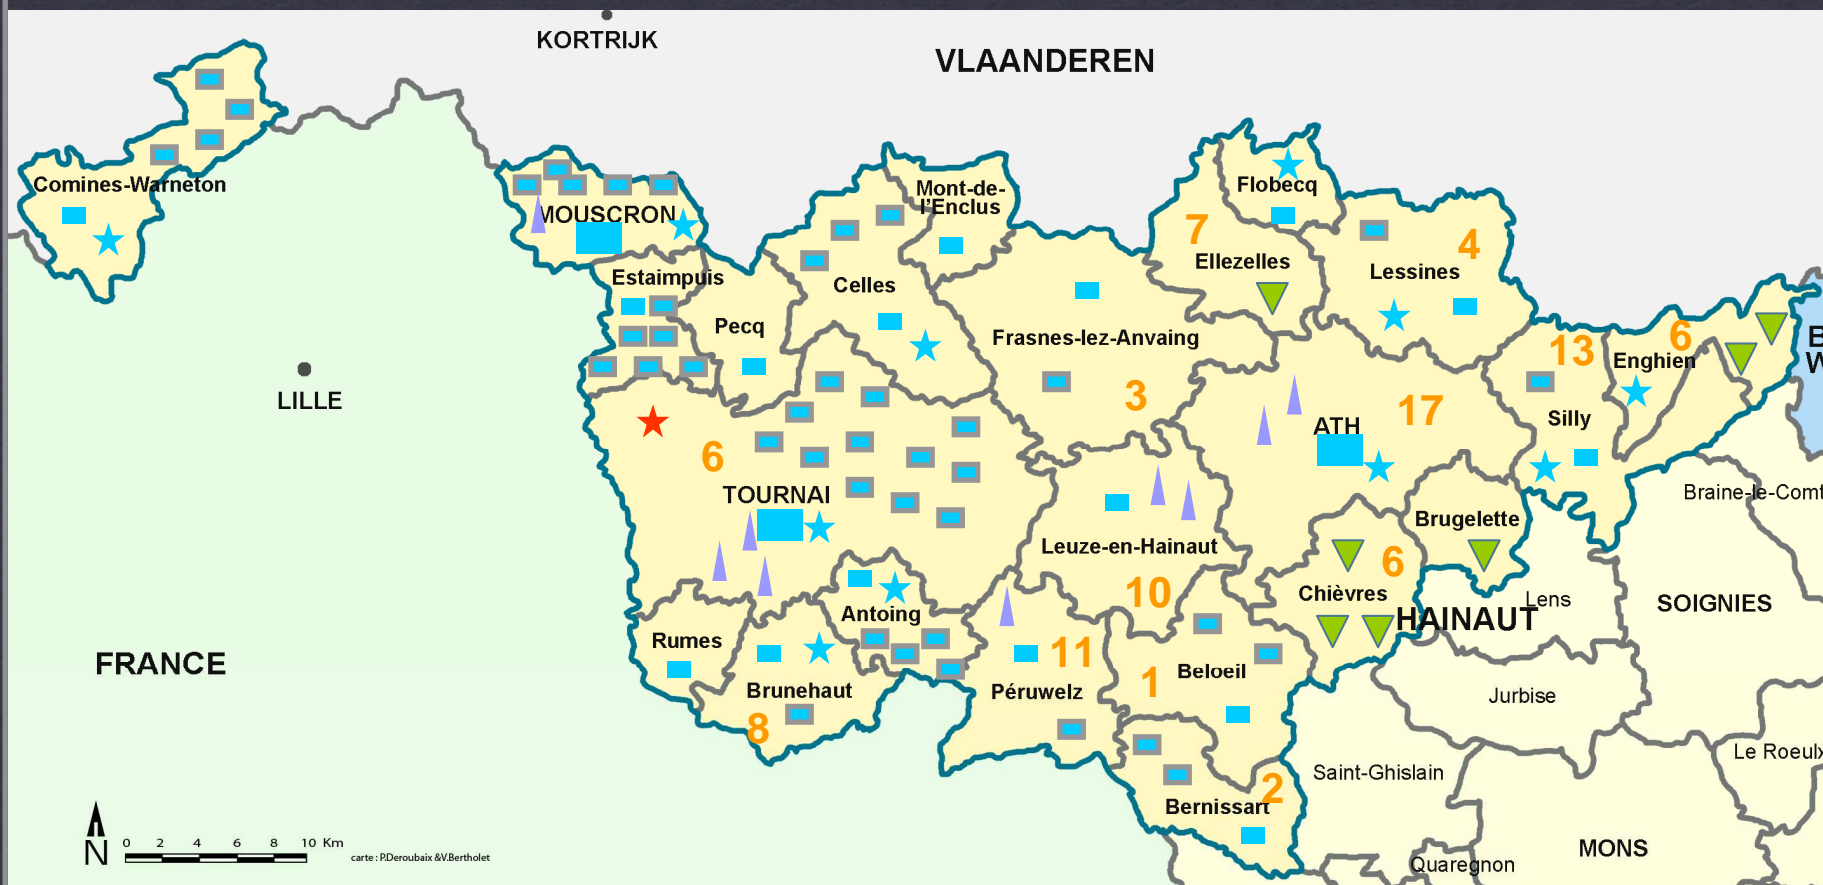 KORTRIJK
VLAANDEREN
Comines-Warneton
MOUSCRON
Mont-de-
l'Enclus
Flobecq
7
4
Ellezelles
Lessines
Estaimpuis
Celles
Pecq
Frasnes-lez-Anvaing
13
6
Enghien
B
W
LILLE
3
17
Silly
ATH
6
TOURNAI
Braine-le-Comt
Brugelette
Leuze-en-Hainaut
6
10
Chièvres
Lens
HAINAUT
SOIGNIES
Antoing
Rumes
FRANCE
11
1
Beloeil
Brunehaut
Péruwelz
Jurbise
8
Le Roeulx
Saint-Ghislain
2
Bernissart
MONS
Quaregnon
N
0 2 4 6 8 10 Km
carte : P.Deroubaix &V.Bertholet